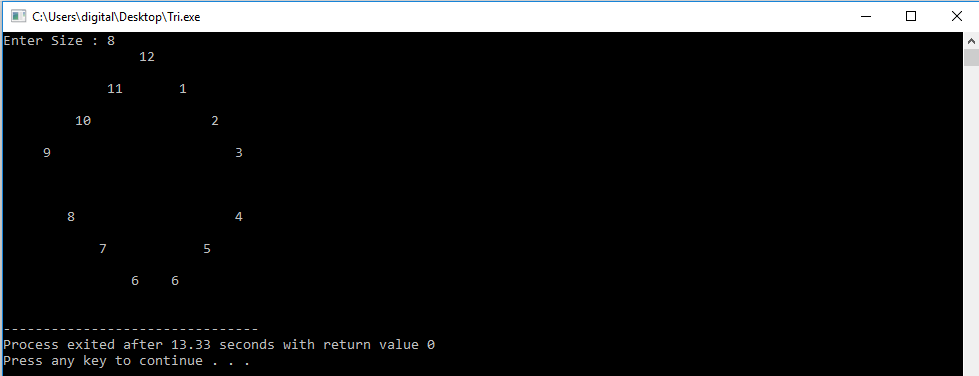 C:\Users\digital\Desktop\Tri.exe
Enter Size : 8
12
11 1
10 2
9 3
8 4
7 5
6 6
--------------------------------
Process exited after 13.33 seconds with return value 0
Press any key to continue . . .